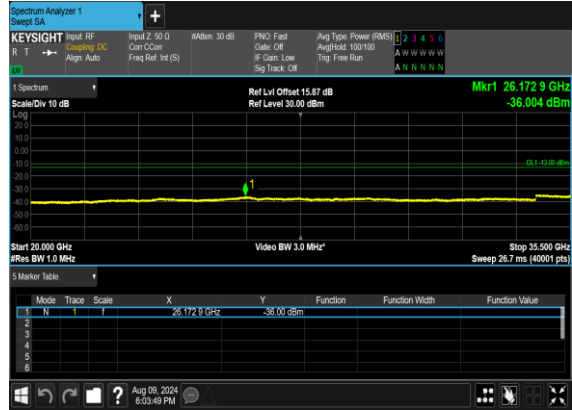 Spectrum Analyzer 1
Swept SA
KEYSIGHT Input: RF Input Z: 50 Ω #Atten: 30 dB PNO: Fast Avg Type: Power (RMS) 1 2 3 4 5 6
R T Coupling: DC Corr CCorr Gate: Off Avg|Hold: 100/100 A W W W W W
Align: Auto Freq Ref: Int (S) IF Gain: Low Trig: Free Run
Sig Track: Off A N N N N N
1 Spectrum Ref Lvl Offset 15.87 dB Mkr1 26.172 9 GHz
Scale/Div 10 dB Ref Level 30.00 dBm -36.004 dBm
Log
20.0
10.0
0.00
-10.0
DL1 -13.00 dBm
-20.0
-30.0
1
-40.0
-50.0
-60.0
Start 20.000 GHz Video BW 3.0 MHz* Stop 35.500 GHz
#Res BW 1.0 MHz Sweep 26.7 ms (40001 pts)
5 Marker Table
Mode Trace Scale X Y Function Function Width Function Value
1 N 1 f 26.172 9 GHz -36.00 dBm
2
3
4
5
6
? Aug 09, 2024
6:03:49 PM